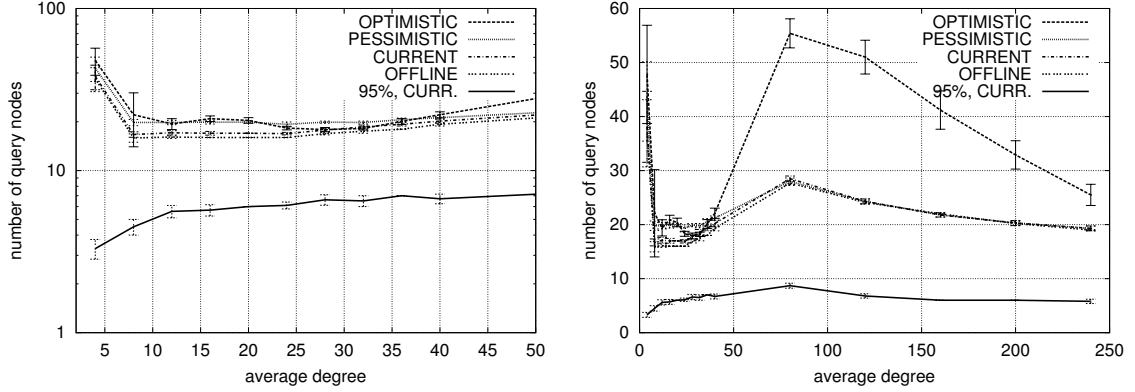 100
10
1
number of query nodes
5 10 15 20 25 30 35 40 45 50
average degree
OPTIMISTIC
PESSIMISTIC
CURRENT
OFFLINE
95%, CURR.
60
50
40
30
20
10
0
number of query nodes
0 50 100 150 200 250
average degree
OPTIMISTIC
PESSIMISTIC
CURRENT
OFFLINE
95%, CURR.